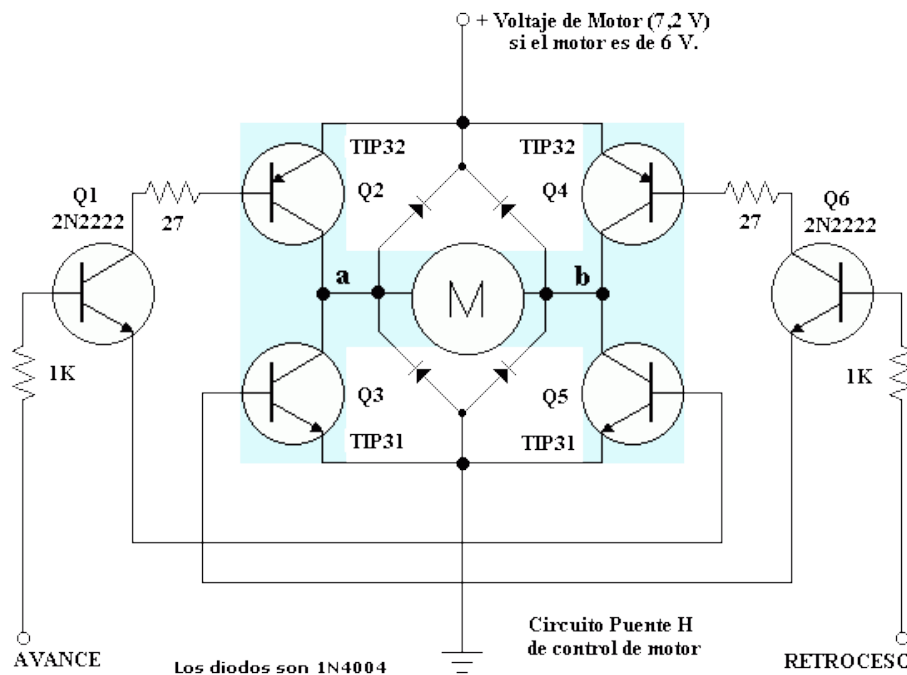 + Voltaje de Motor (7,2 V)
si el motor es de 6 V.
TIP32
TIP32
Q1
2N2222
27
Q2
Q4
27
Q6
2N2222
a
M
b
1K
Q3
Q5
1K
TIP31
TIP31
Circuito Puente H
de control de motor
AVANCE
Los diodos son 1N4004
RETROCESO